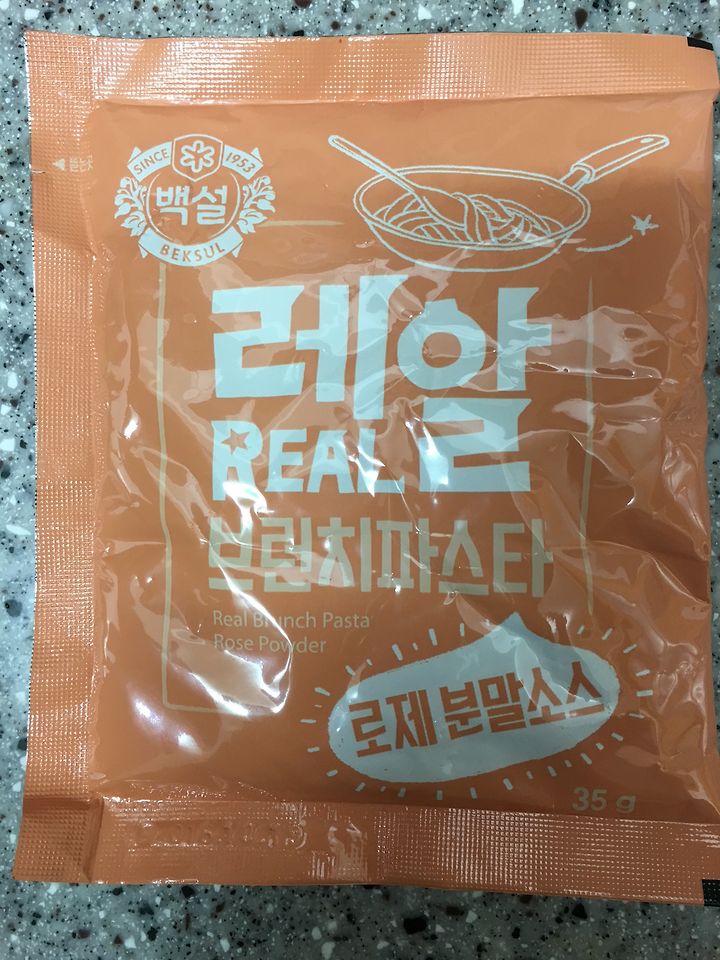 SINCE 1953
백설
BEKSUL
레알
REAL
브런치파스타
Real Brunch Pasta
Rose Powder
로제 분말소스
35 g